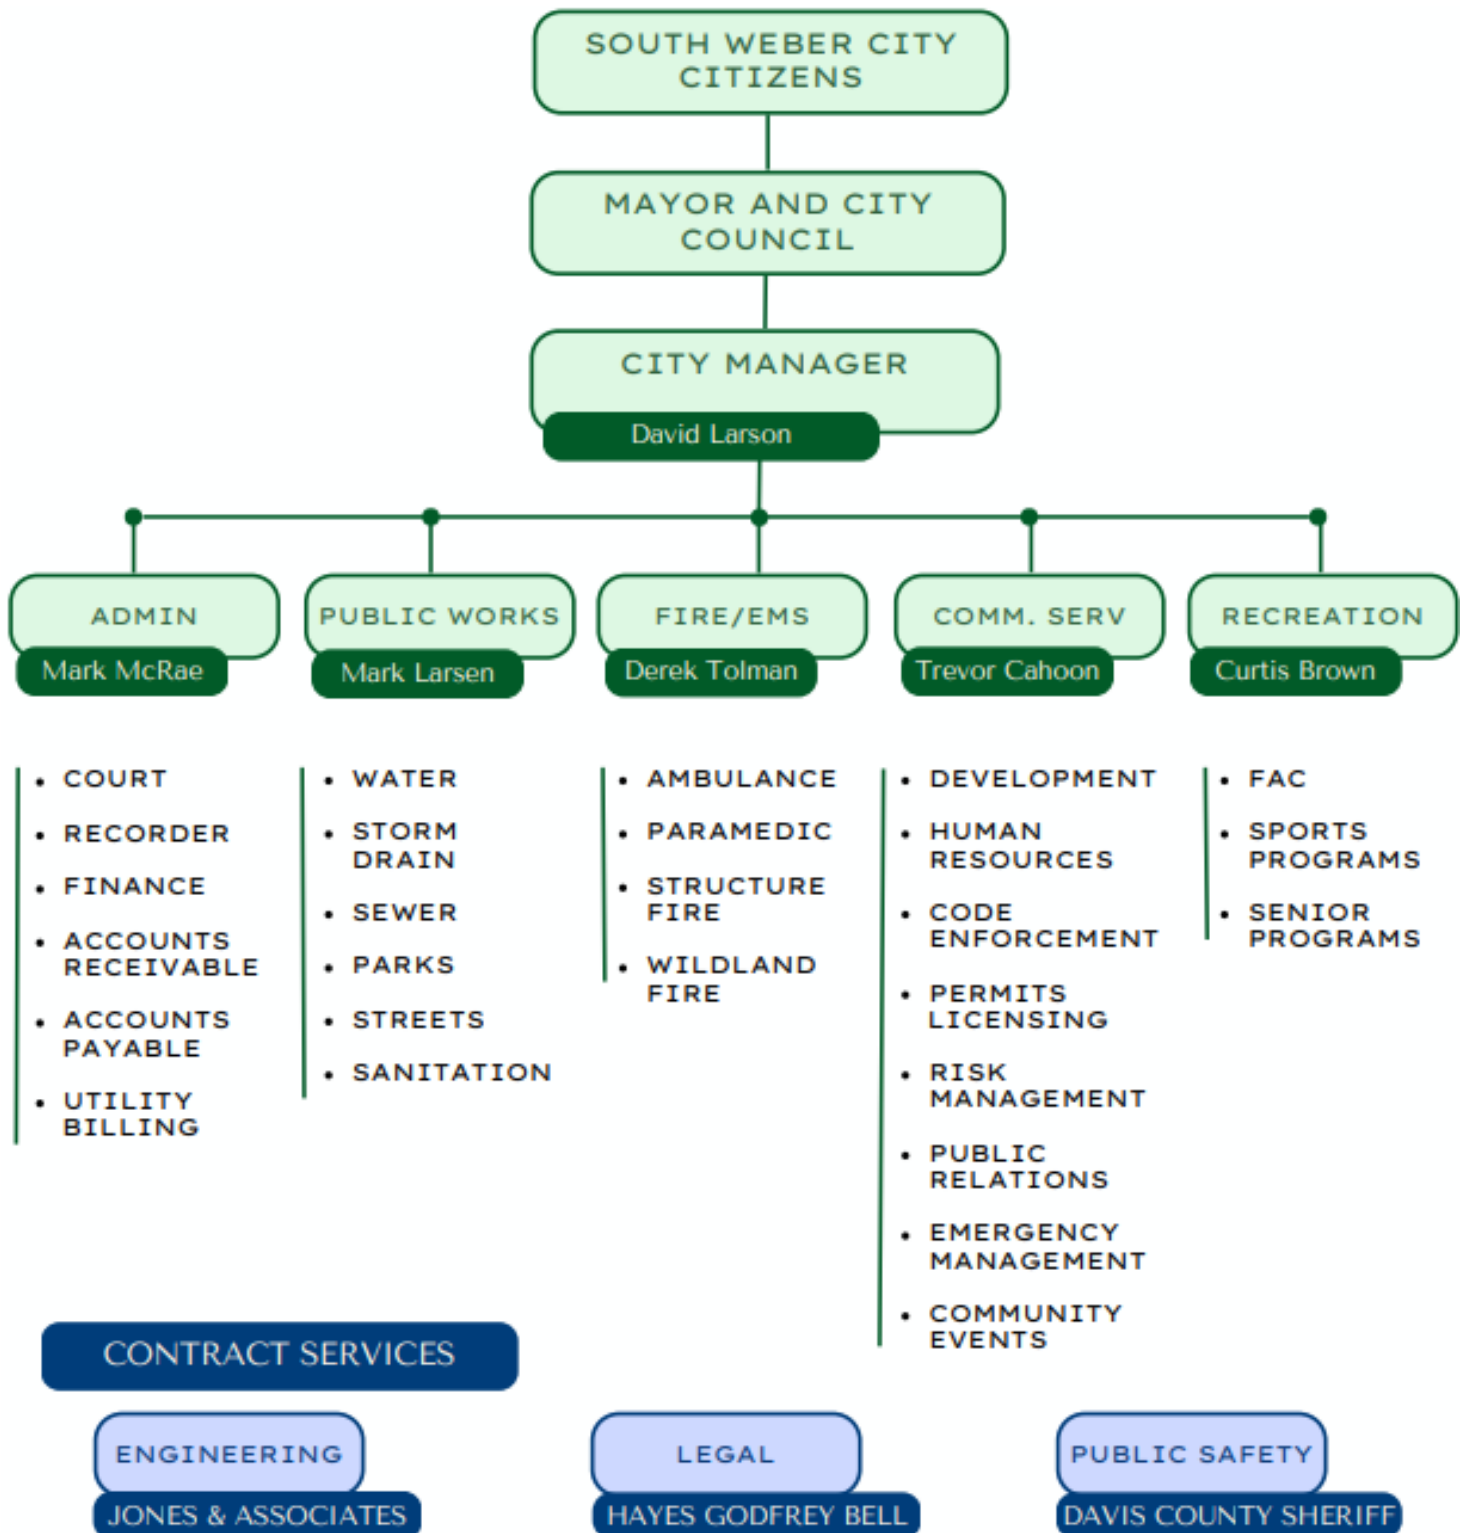 SOUTH WEBER CITY
CITIZENS
MAYOR AND CITY
COUNCIL
CITY MANAGER
David Larson
ADMIN
Mark McRae
PUBLIC WORKS
Mark Larsen
FIRE/EMS
Derek Tolman
COMM. SERV
Trevor Cahoon
RECREATION
Curtis Brown
• COURT
• RECORDER
• FINANCE
• ACCOUNTS
RECEIVABLE
• ACCOUNTS
PAYABLE
• UTILITY
BILLING
• WATER
• STORM
DRAIN
• SEWER
• PARKS
• STREETS
• SANITATION
• AMBULANCE
• PARAMEDIC
• STRUCTURE
FIRE
• WILDLAND
FIRE
• DEVELOPMENT
• HUMAN
RESOURCES
• CODE
ENFORCEMENT
• PERMITS
LICENSING
• RISK
MANAGEMENT
• PUBLIC
RELATIONS
• EMERGENCY
MANAGEMENT
• COMMUNITY
EVENTS
• FAC
• SPORTS
PROGRAMS
• SENIOR
PROGRAMS
CONTRACT SERVICES
ENGINEERING
JONES & ASSOCIATES
LEGAL
HAYES GODFREY BELL
PUBLIC SAFETY
DAVIS COUNTY SHERIFF